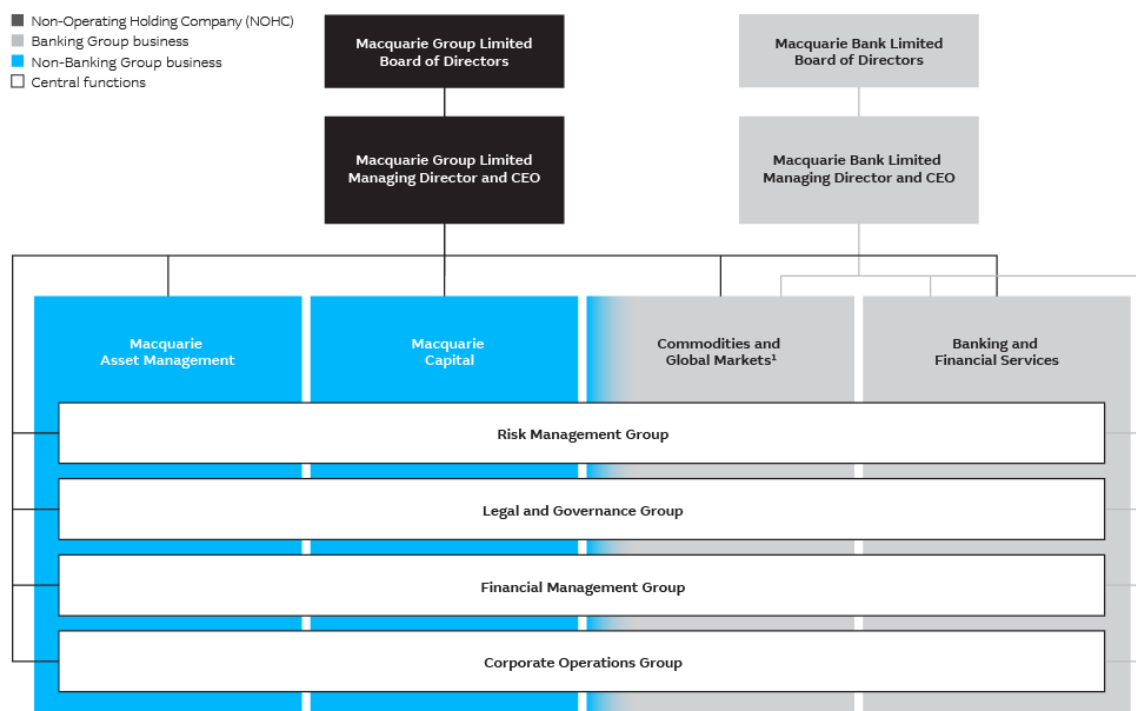 Non-Operating Holding Company (NOHC)
Banking Group business
Non-Banking Group business
Central functions
Macquarie Group Limited
Board of Directors
Macquarie Bank Limited
Board of Directors
Macquarie Group Limited
Managing Director and CEO
Macquarie Bank Limited
Managing Director and CEO
Macquarie
Asset Management
Macquarie
Capital
Commodities and
Global Markets¹
Banking and
Financial Services
Risk Management Group
Legal and Governance Group
Financial Management Group
Corporate Operations Group